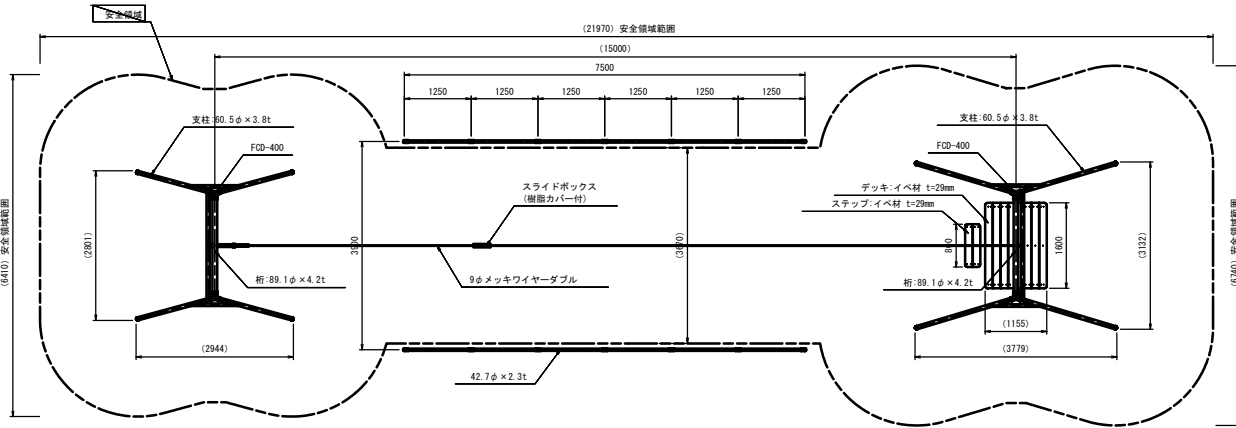 安全領域
(21970) 安全領域範囲
(15000)
7500
1250
1250
1250
1250
1250
1250
支柱:60.5φ×3.8t
支柱:60.5φ×3.8t
FCD-400
FCD-400
スライドボックス
(樹脂カバー付)
デッキ:イペ材 t=29mm
ステップ:イペ材 t=29mm
(6410) 安全領域範囲
(2801)
3900
(3670)
800
1600
(3132)
(6740) 安全領域範囲
桁:89.1φ×4.2t
9φメッキワイヤーダブル
桁:89.1φ×4.2t
(1155)
(2944)
(3779)
42.7φ×2.3t